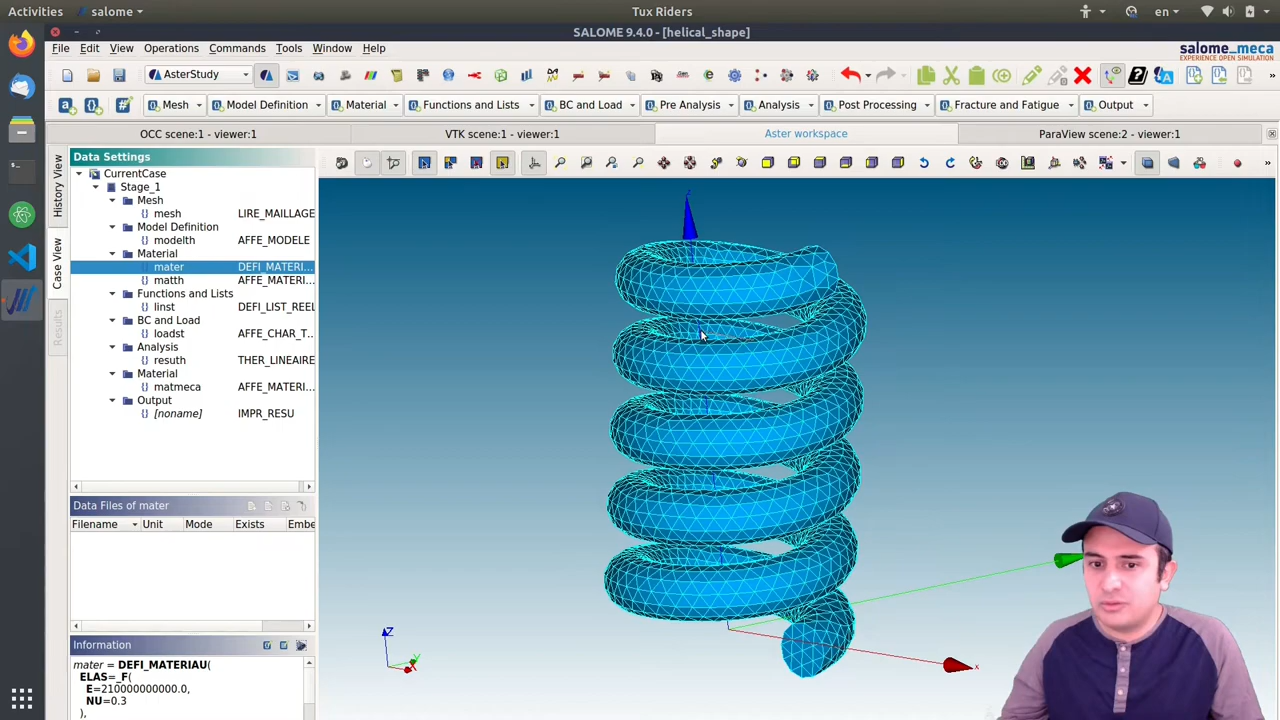 Activities
salome
Tux Riders
en
SALOME 9.4.0 - [helical_shape]
File Edit View Operations Commands Tools Window Help
salome_meca
EXPERIENCE OPEN SIMULATION
AsterStudy
Mesh Model Definition Material Functions and Lists BC and Load Pre Analysis Analysis Post Processing Fracture and Fatigue Output
OCC scene:1 - viewer:1
VTK scene:1 - viewer:1
Aster workspace
ParaView scene:2 - viewer:1
History View
Case View
Results
Data Settings
CurrentCase
Stage_1
Mesh
mesh LIRE_MAILLAGE
Model Definition
modelth AFFE_MODELE
Material
mater DEFI_MATERI...
matth AFFE_MATERI...
Functions and Lists
linst DEFI_LIST_REEL
BC and Load
loadst AFFE_CHAR_T...
Analysis
resuth THER_LINEAIRE
Material
matmeca AFFE_MATERI...
Output
[noname] IMPR_RESU
Data Files of mater
Filename Unit Mode Exists Embe
Information
mater = DEFI_MATERIAU(
ELAS=_F(
E=210000000000.0,
NU=0.3
),
Z
Y
X
Z
X